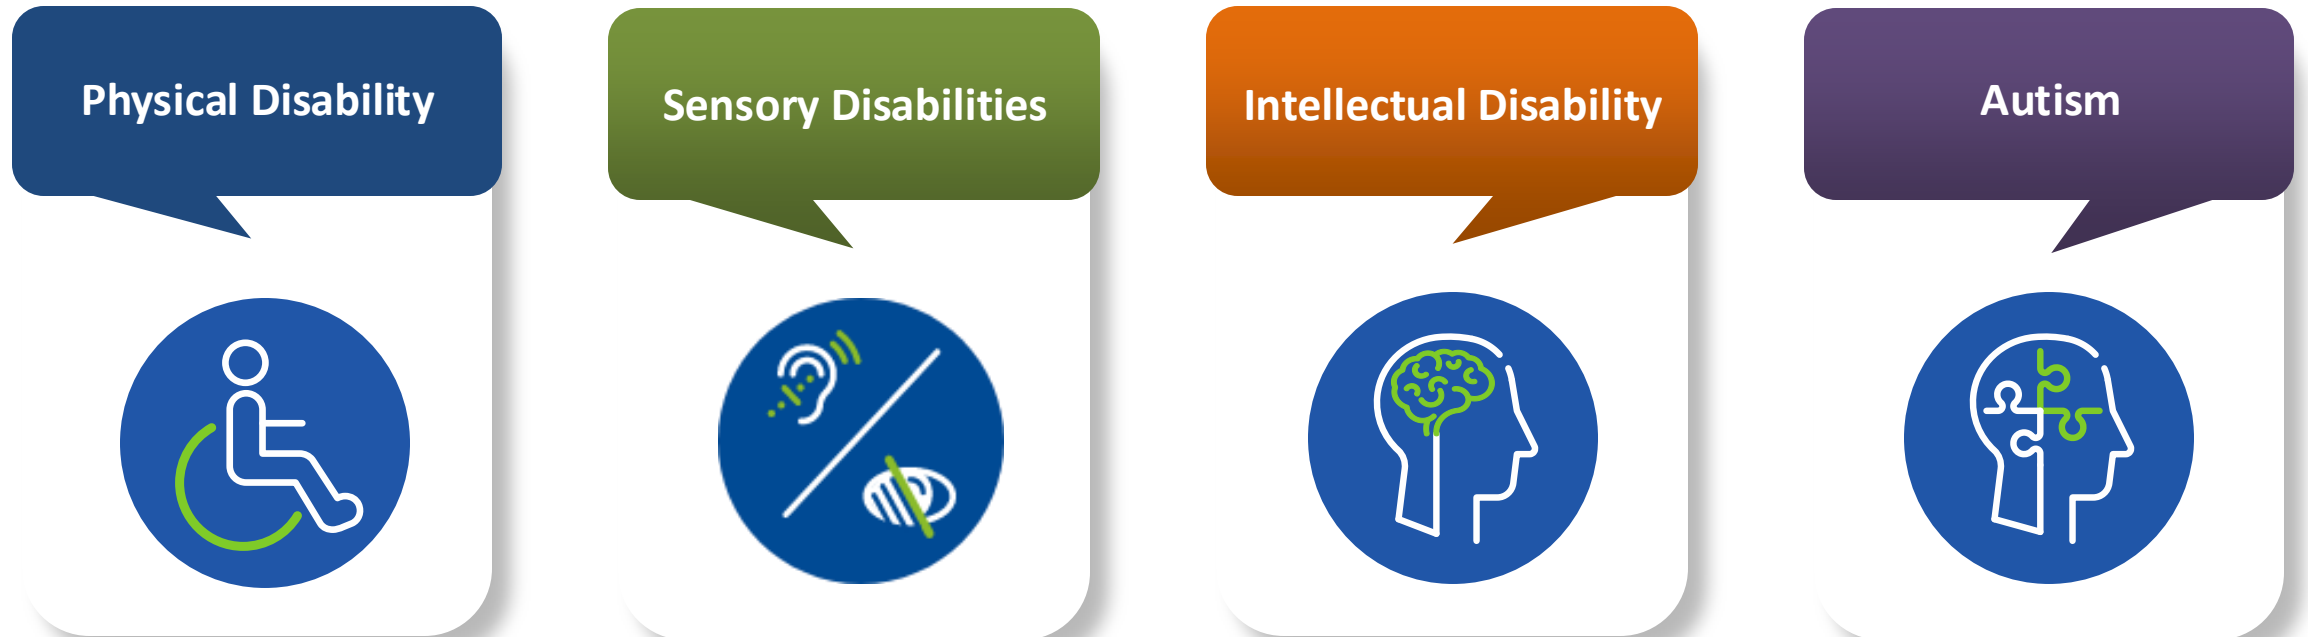 Physical Disability
Sensory Disabilities
Intellectual Disability
Autism